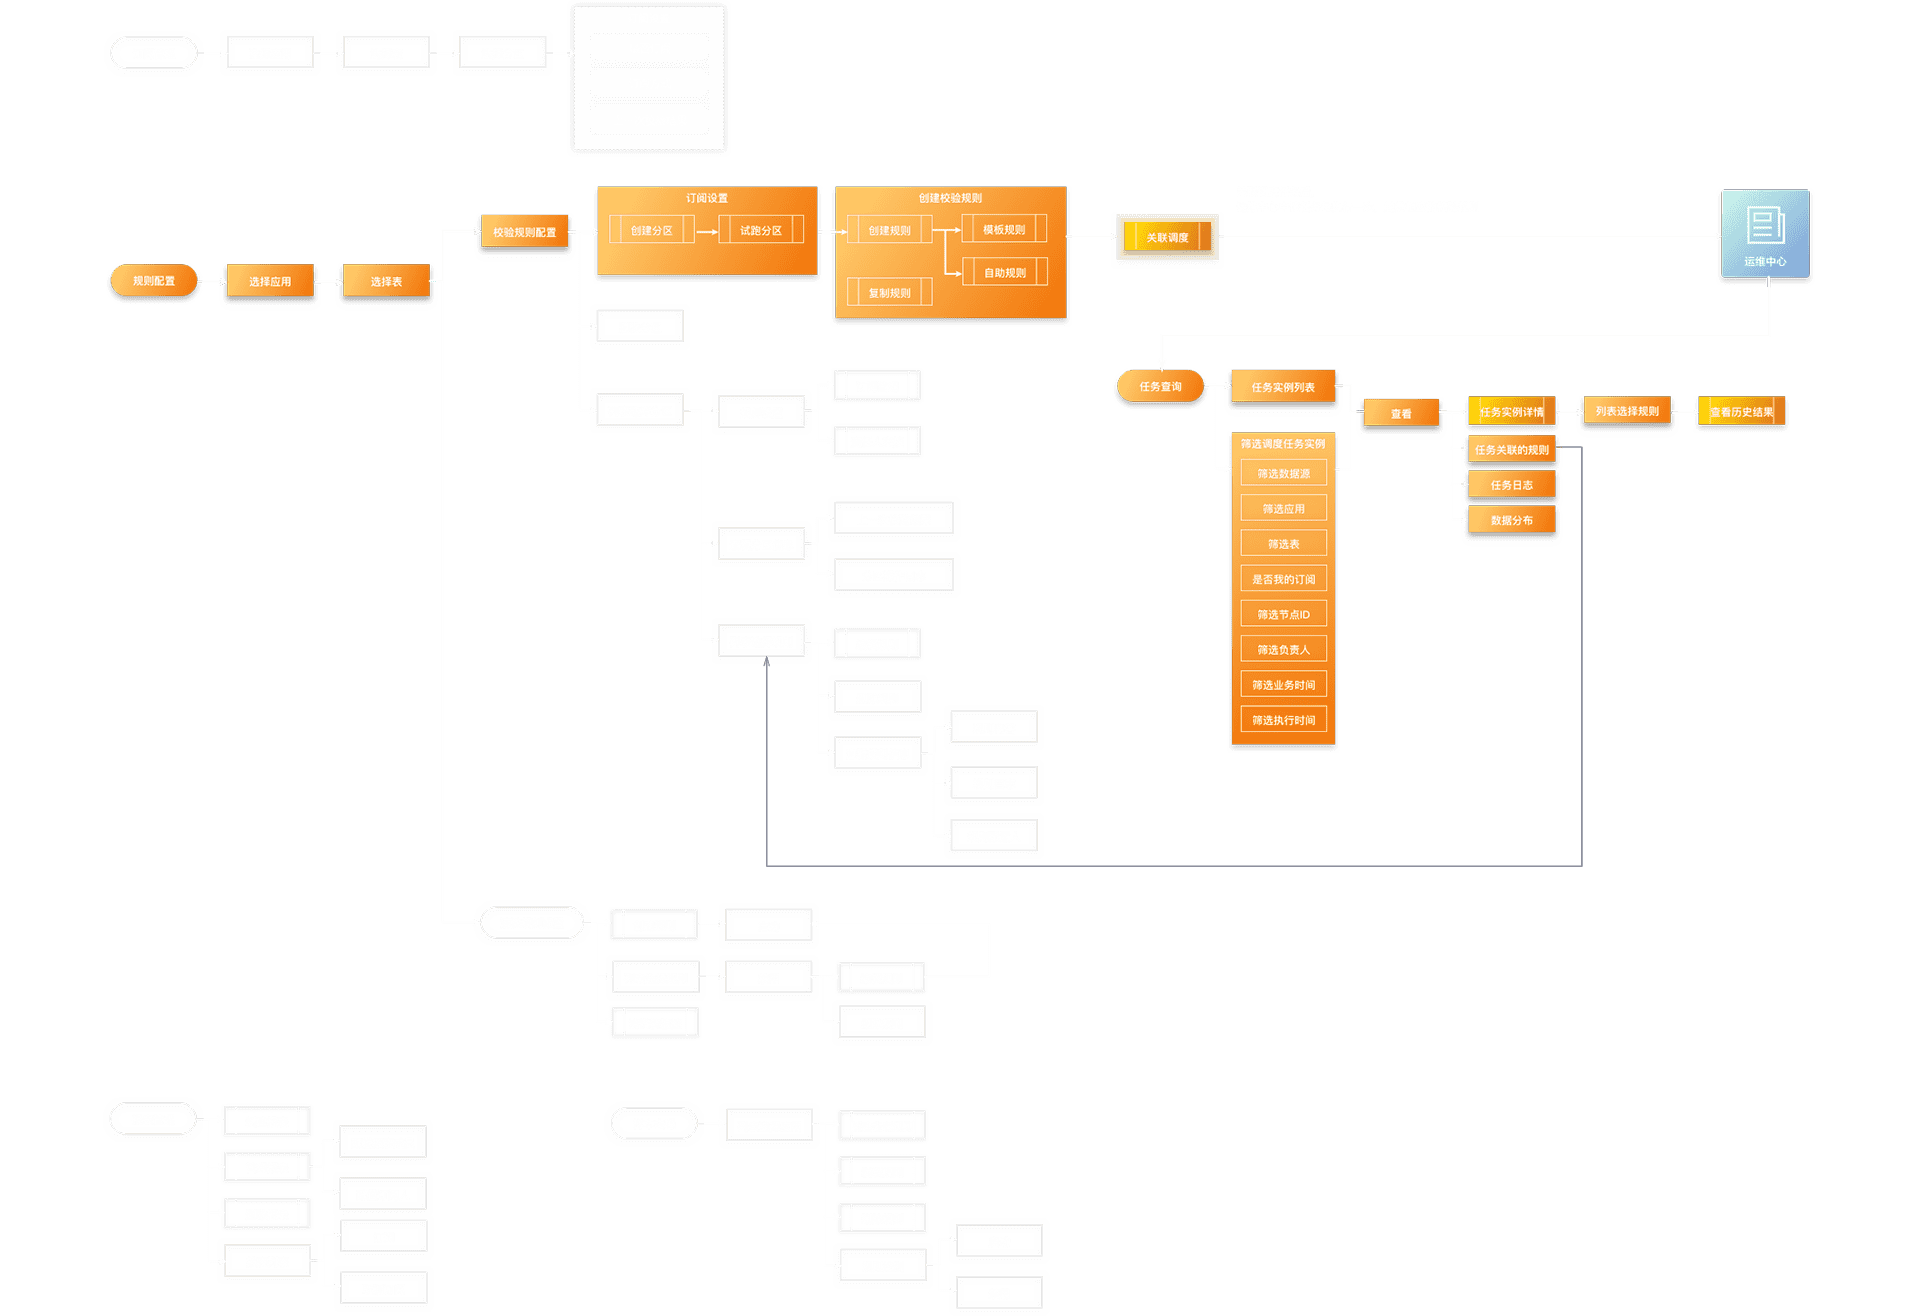 订阅设置
创建分区
试跑分区
创建校验规则
创建规则
模板规则
自助规则
复制规则
校验规则配置
规则配置
选择应用
选择表
关联调度
运维中心
任务查询
任务实例列表
筛选调度任务实例
筛选数据源
筛选应用
筛选表
是否我的订阅
筛选节点ID
筛选负责人
筛选业务时间
筛选执行时间
查看
任务实例详情
任务关联的规则
任务日志
数据分布
列表选择规则
查看历史结果